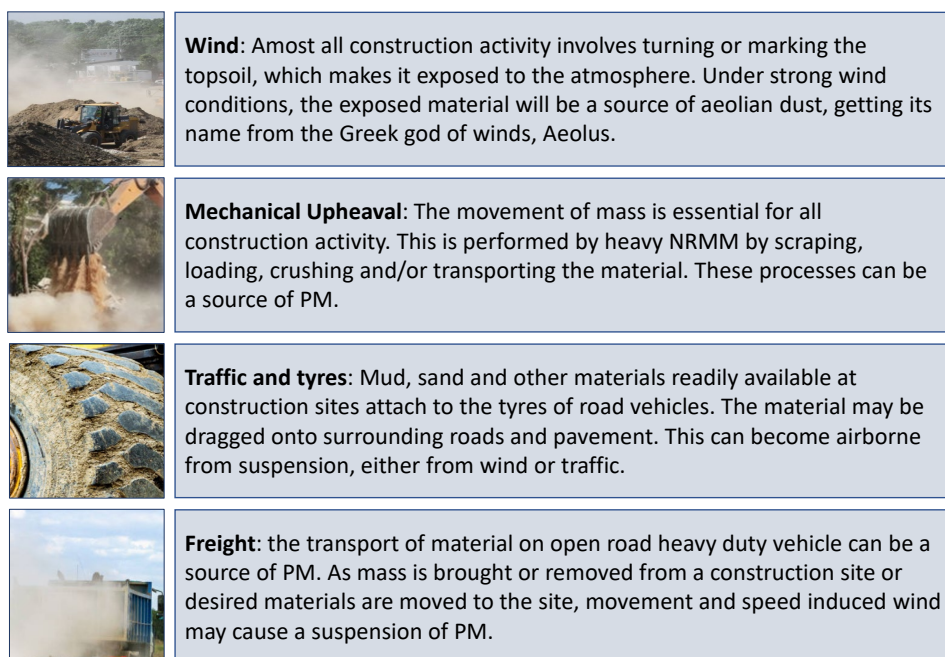 Wind: Amost all construction activity involves turning or marking the
topsoil, which makes it exposed to the atmosphere. Under strong wind
conditions, the exposed material will be a source of aeolian dust, getting its
name from the Greek god of winds, Aeolus.
Mechanical Upheaval: The movement of mass is essential for all
construction activity. This is performed by heavy NRMM by scraping,
loading, crushing and/or transporting the material. These processes can be
a source of PM.
Traffic and tyres: Mud, sand and other materials readily available at
construction sites attach to the tyres of road vehicles. The material may be
dragged onto surrounding roads and pavement. This can become airborne
from suspension, either from wind or traffic.
Freight: the transport of material on open road heavy duty vehicle can be a
source of PM. As mass is brought or removed from a construction site or
desired materials are moved to the site, movement and speed induced wind
may cause a suspension of PM.